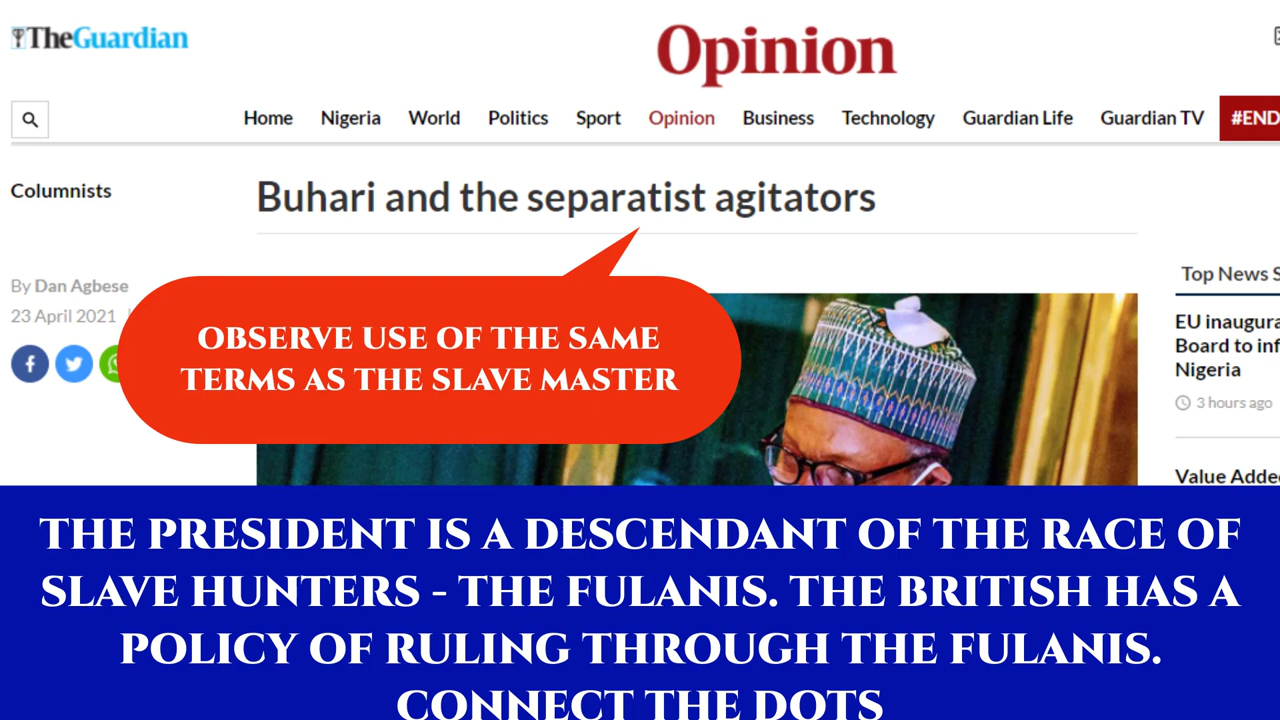 TheGuardian
Opinion
Home Nigeria World Politics Sport Opinion Business Technology Guardian Life Guardian TV #END
Columnists
Buhari and the separatist agitators
By Dan Agbese
23 April 2021
OBSERVE USE OF THE SAME
TERMS AS THE SLAVE MASTER
Top News S
EU inaugura
Board to inf
Nigeria
3 hours ago
Value Adde
THE PRESIDENT IS A DESCENDANT OF THE RACE OF
SLAVE HUNTERS - THE FULANIS. THE BRITISH HAS A
POLICY OF RULING THROUGH THE FULANIS.
CONNECT THE DOTS